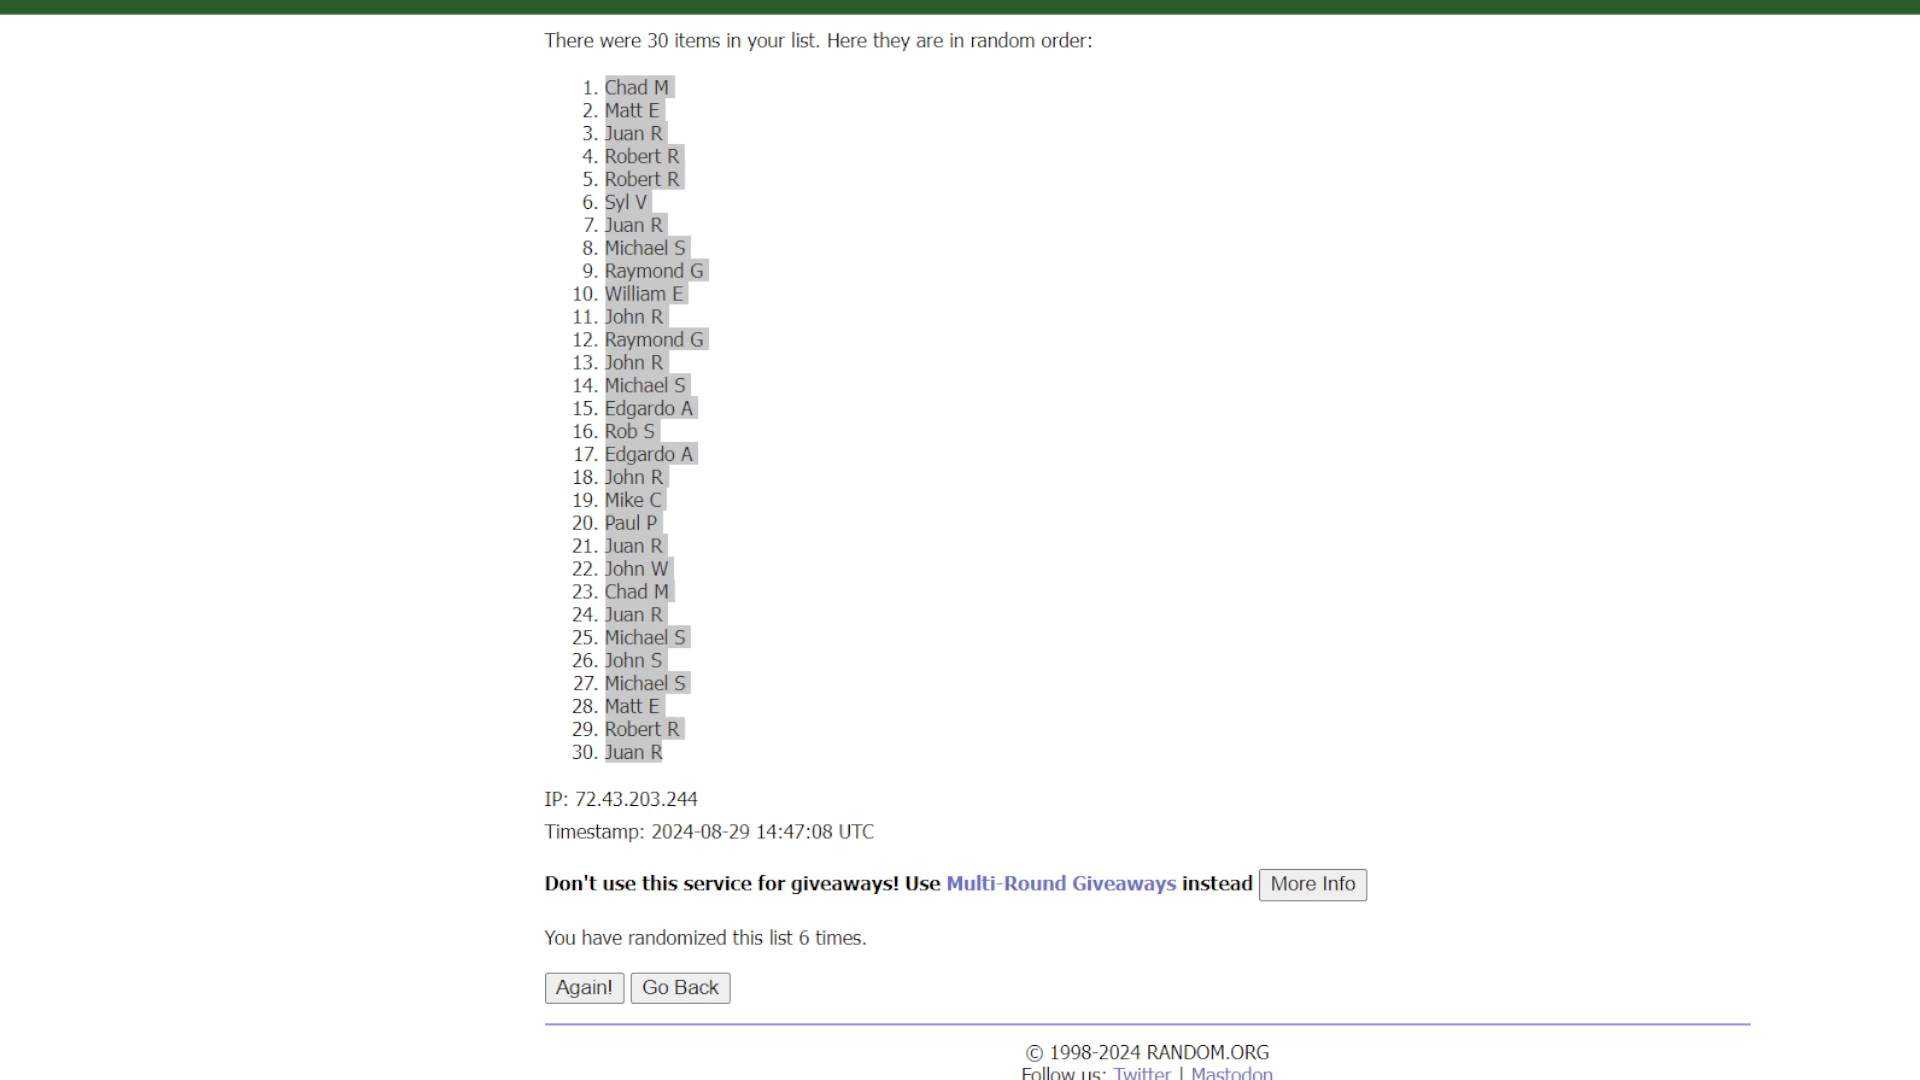 There were 30 items in your list. Here they are in random order:
1. Chad M
2. Matt E
3. Juan R
4. Robert R
5. Robert R
6. Syl V
7. Juan R
8. Michael S
9. Raymond G
10. William E
11. John R
12. Raymond G
13. John R
14. Michael S
15. Edgardo A
16. Rob S
17. Edgardo A
18. John R
19. Mike C
20. Paul P
21. Juan R
22. John W
23. Chad M
24. Juan R
25. Michael S
26. John S
27. Michael S
28. Matt E
29. Robert R
30. Juan R
IP: 72.43.203.244
Timestamp: 2024-08-29 14:47:08 UTC
Don't use this service for giveaways! Use Multi-Round Giveaways instead More Info
You have randomized this list 6 times.
Again! Go Back
© 1998-2024 RANDOM.ORG
Follow us: Twitter | Mastodon